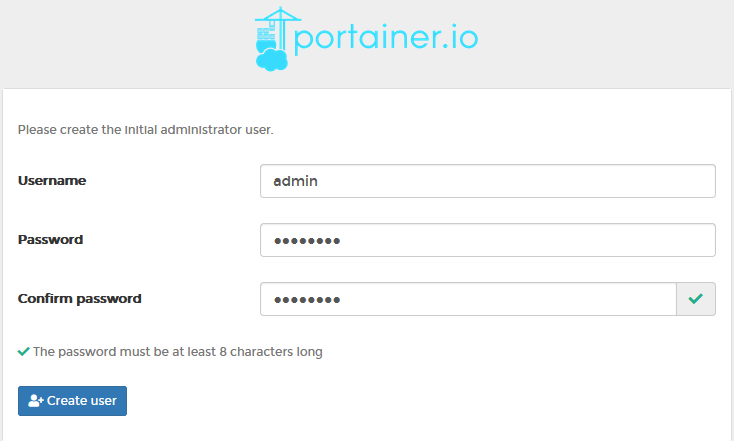 portainer.io
Please create the initial administrator user.
Username
admin
Password
••••••••
Confirm password
••••••••
The password must be at least 8 characters long
Create user